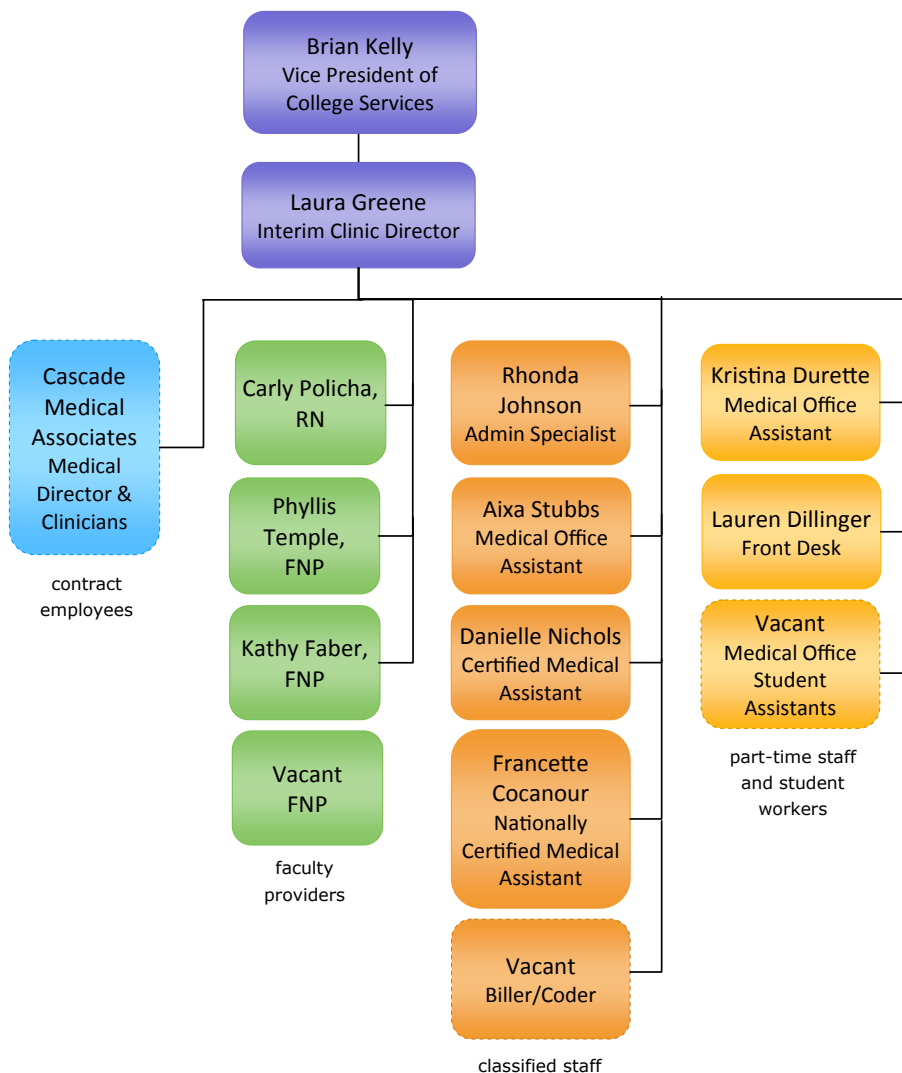 Brian Kelly
Vice President of
College Services
Laura Greene
Interim Clinic Director
Cascade
Medical
Associates
Medical
Director &
Clinicians
contract
employees
Carly Policha,
RN
Phyllis
Temple,
FNP
Kathy Faber,
FNP
Vacant
FNP
faculty
providers
Rhonda
Johnson
Admin Specialist
Aixa Stubbs
Medical Office
Assistant
Danielle Nichols
Certified Medical
Assistant
Francette
Cocanour
Nationally
Certified Medical
Assistant
Vacant
Biller/Coder
classified staff
Kristina Durette
Medical Office
Assistant
Lauren Dillinger
Front Desk
Vacant
Medical Office
Student
Assistants
part-time staff
and student
workers